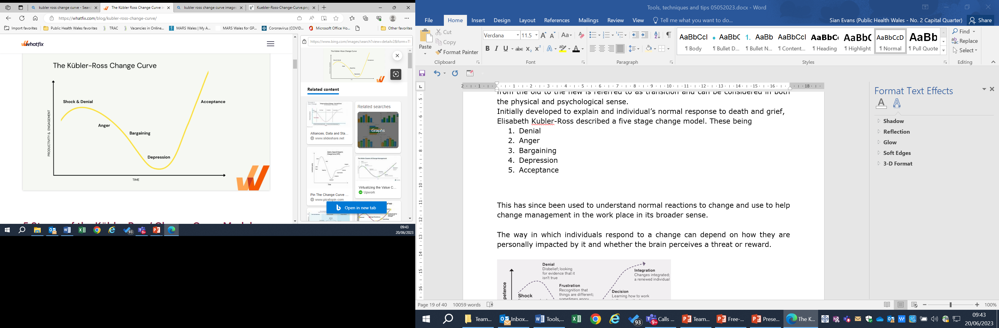 kubler ross change curve - Searc
The Kübler Ross Change Curve in
kubler ross change curve images
Kuebler-Ross-Change-Curve.png
https://whatfix.com/blog/kubler-ross-change-curve/
Import favorites
Public Health Wales favorites
TRAC
Vacancies in Online...
MARS Wales | My A...
MARS Wales for GP...
Coronavirus (COVID...
Microsoft Office Ho...
Other favorites
whatfix
The Kübler-Ross Change Curve
Shock & Denial
Acceptance
Anger
Bargaining
Depression
PRODUCTIVITY & ENGAGEMENT
TIME
https://www.bing.com/images/search?view=detailv2&form=TI
The Kübler-Ross Change Curve
Related content
Related searches
Graphs
Alliances, Data and Sta...
www.slideshare.net
Adams, Hayes & Hopson's
Change Curve (1976)
The Roller Coaster of Change Management
Virtualizing the Value C...
Upwork
Pin The Change Curve ...
www.picstopin.com
Open in new tab
93
9+
09:43
20/06/2023
Tools, techniques and tips 05052023.docx - Word
File
Home
Insert
Design
Layout
References
Mailings
Review
View
Tell me what you want to do...
Sian Evans (Public Health Wales - No. 2 Capital Quarter)
Share
Paste
Cut
Copy
Format Painter
Clipboard
Verdana
11.5
Font
Paragraph
AaBbCcI
¶ Body
AaBbC
¶ Bullet D...
1. AaBb
¶ Bullet N...
AaBbCcI
¶ Content...
AaBbC
¶ Heading
AaBb(
¶ Highlight
AaBbCcD
¶ Normal
AaBb
¶ Pull Quote
Styles
Find
Replace
Select
Editing
from the old to the new is referred to as transition and can be considered in both
the physical and psychological sense.
Initially developed to explain and individual's normal response to death and grief,
Elisabeth Kubler-Ross described a five stage change model. These being
1. Denial
2. Anger
3. Bargaining
4. Depression
5. Acceptance
This has since been used to understand normal reactions to change and use to help
change management in the work place in its broader sense.
The way in which individuals respond to a change can depend on how they are
personally impacted by it and whether the brain perceives a threat or reward.
Denial
Disbelief; looking
for evidence that it
isn't true
Frustration
Recognition that
things are different;
sometimes angry
Shock
Integration
Changes integrated;
a renewed individual
Decision
Learning how to work
Format Text Effects
Shadow
Reflection
Glow
Soft Edges
3-D Format
Page 19 of 40
10059 words
100%
Team...
Inbox...
Tools,...
93
Calls ...
Team...
Free-...
Prese...
The K...
09:43
20/06/2023